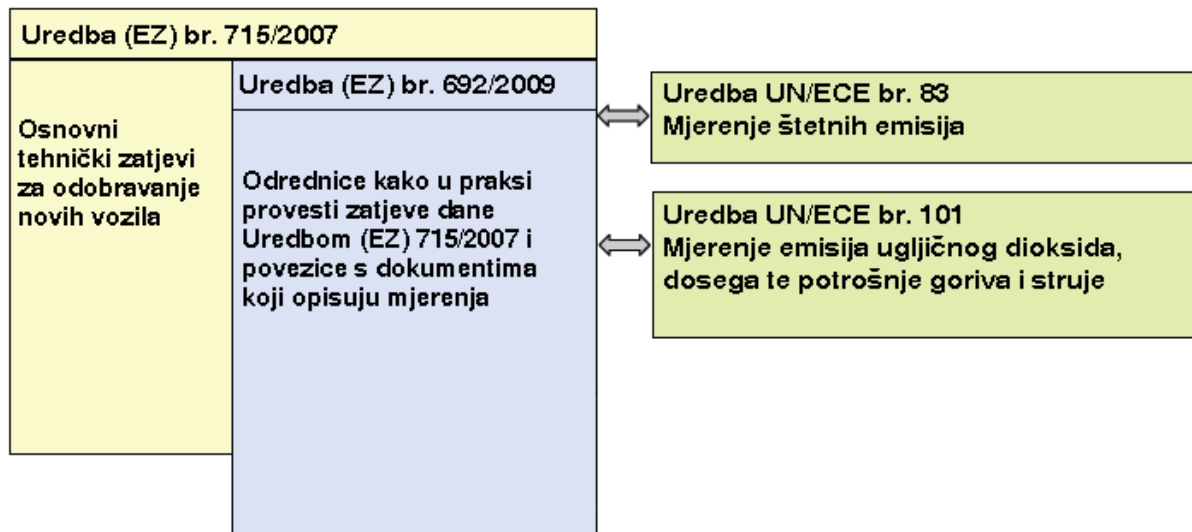 Uredba (EZ) br. 715/2007
Osnovni
tehnički zatjevi
za odobravanje
novih vozila
Uredba (EZ) br. 692/2009
Odrednice kako u praksi
provesti zatjeve dane
Uredbom (EZ) 715/2007 i
povezice s dokumentima
koji opisuju mjerenja
Uredba UN/ECE br. 83
Mjerenje štetnih emisija
Uredba UN/ECE br. 101
Mjerenje emisija ugljičnog dioksida,
dosega te potrošnje goriva i struje